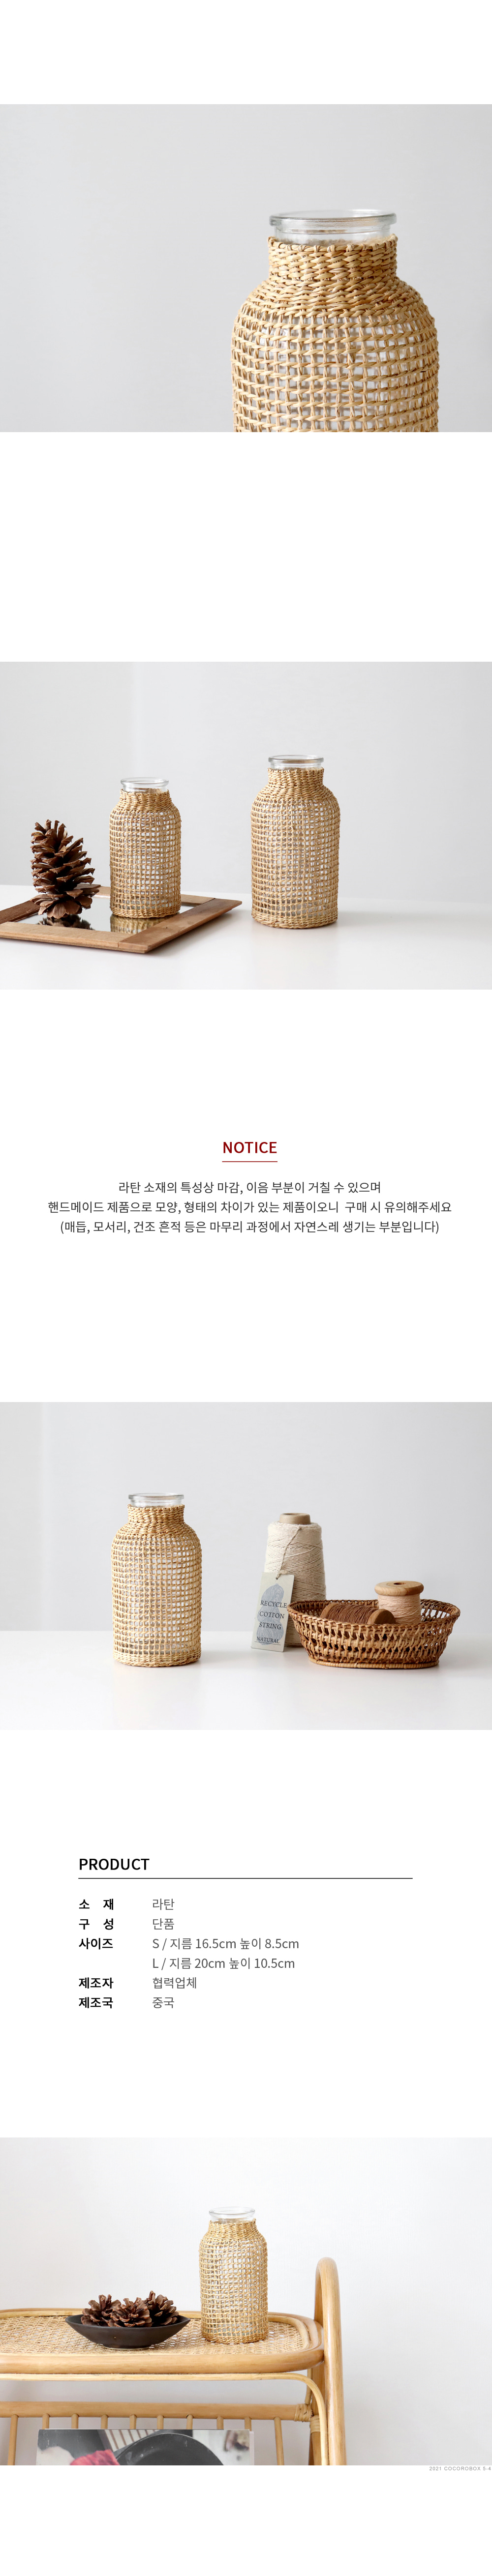 NOTICE
라탄 소재의 특성상 마감, 이음 부분이 거칠 수 있으며
핸드메이드 제품으로 모양, 형태의 차이가 있는 제품이오니 구매 시 유의해주세요
(매듭, 모서리, 건조 흔적 등은 마무리 과정에서 자연스레 생기는 부분입니다)
RECYCLE
COTTON
STRING
NATURAL
PRODUCT
소 재 라탄
구 성 단품
사이즈 S / 지름 16.5cm 높이 8.5cm
L / 지름 20cm 높이 10.5cm
제조자 협력업체
제조국 중국
2021 COCOROBOX 5-4